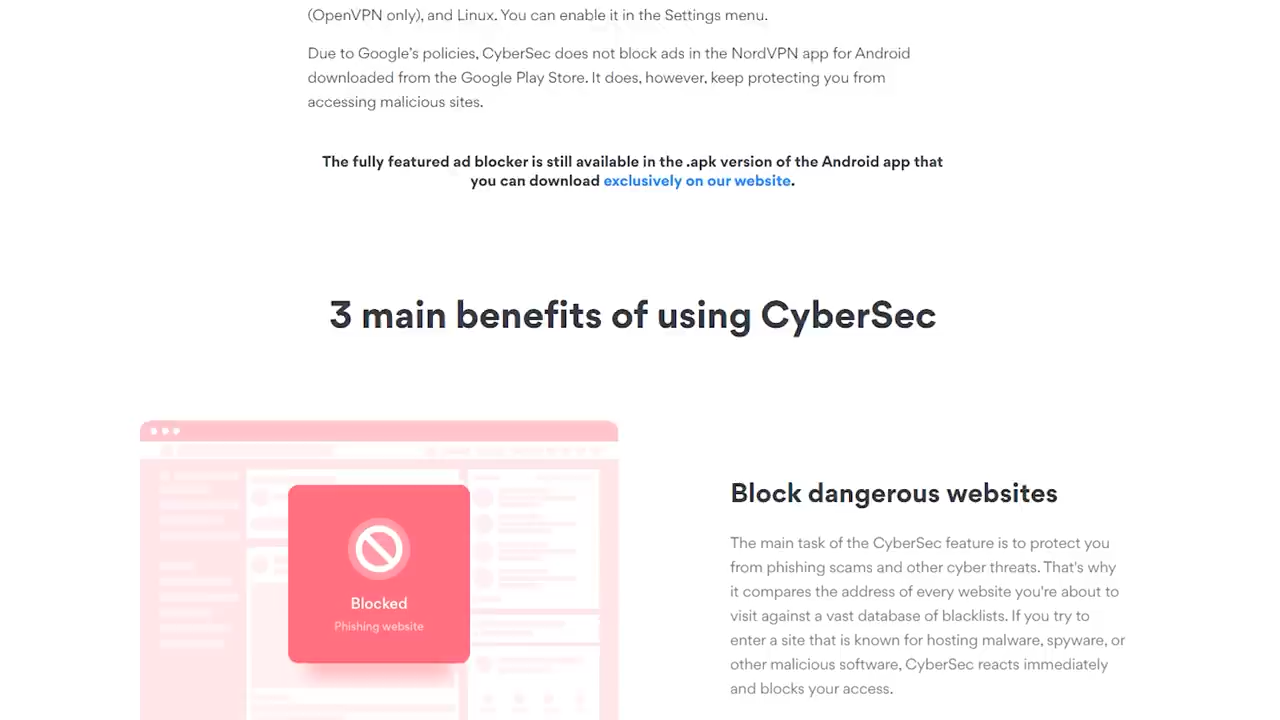 (OpenVPN only), and Linux. You can enable it in the Settings menu.
Due to Google’s policies, CyberSec does not block ads in the NordVPN app for Android
downloaded from the Google Play Store. It does, however, keep protecting you from
accessing malicious sites.
The fully featured ad blocker is still available in the .apk version of the Android app that
you can download exclusively on our website.
3 main benefits of using CyberSec
Blocked
Phishing website
Block dangerous websites
The main task of the CyberSec feature is to protect you
from phishing scams and other cyber threats. That's why
it compares the address of every website you're about to
visit against a vast database of blacklists. If you try to
enter a site that is known for hosting malware, spyware, or
other malicious software, CyberSec reacts immediately
and blocks your access.